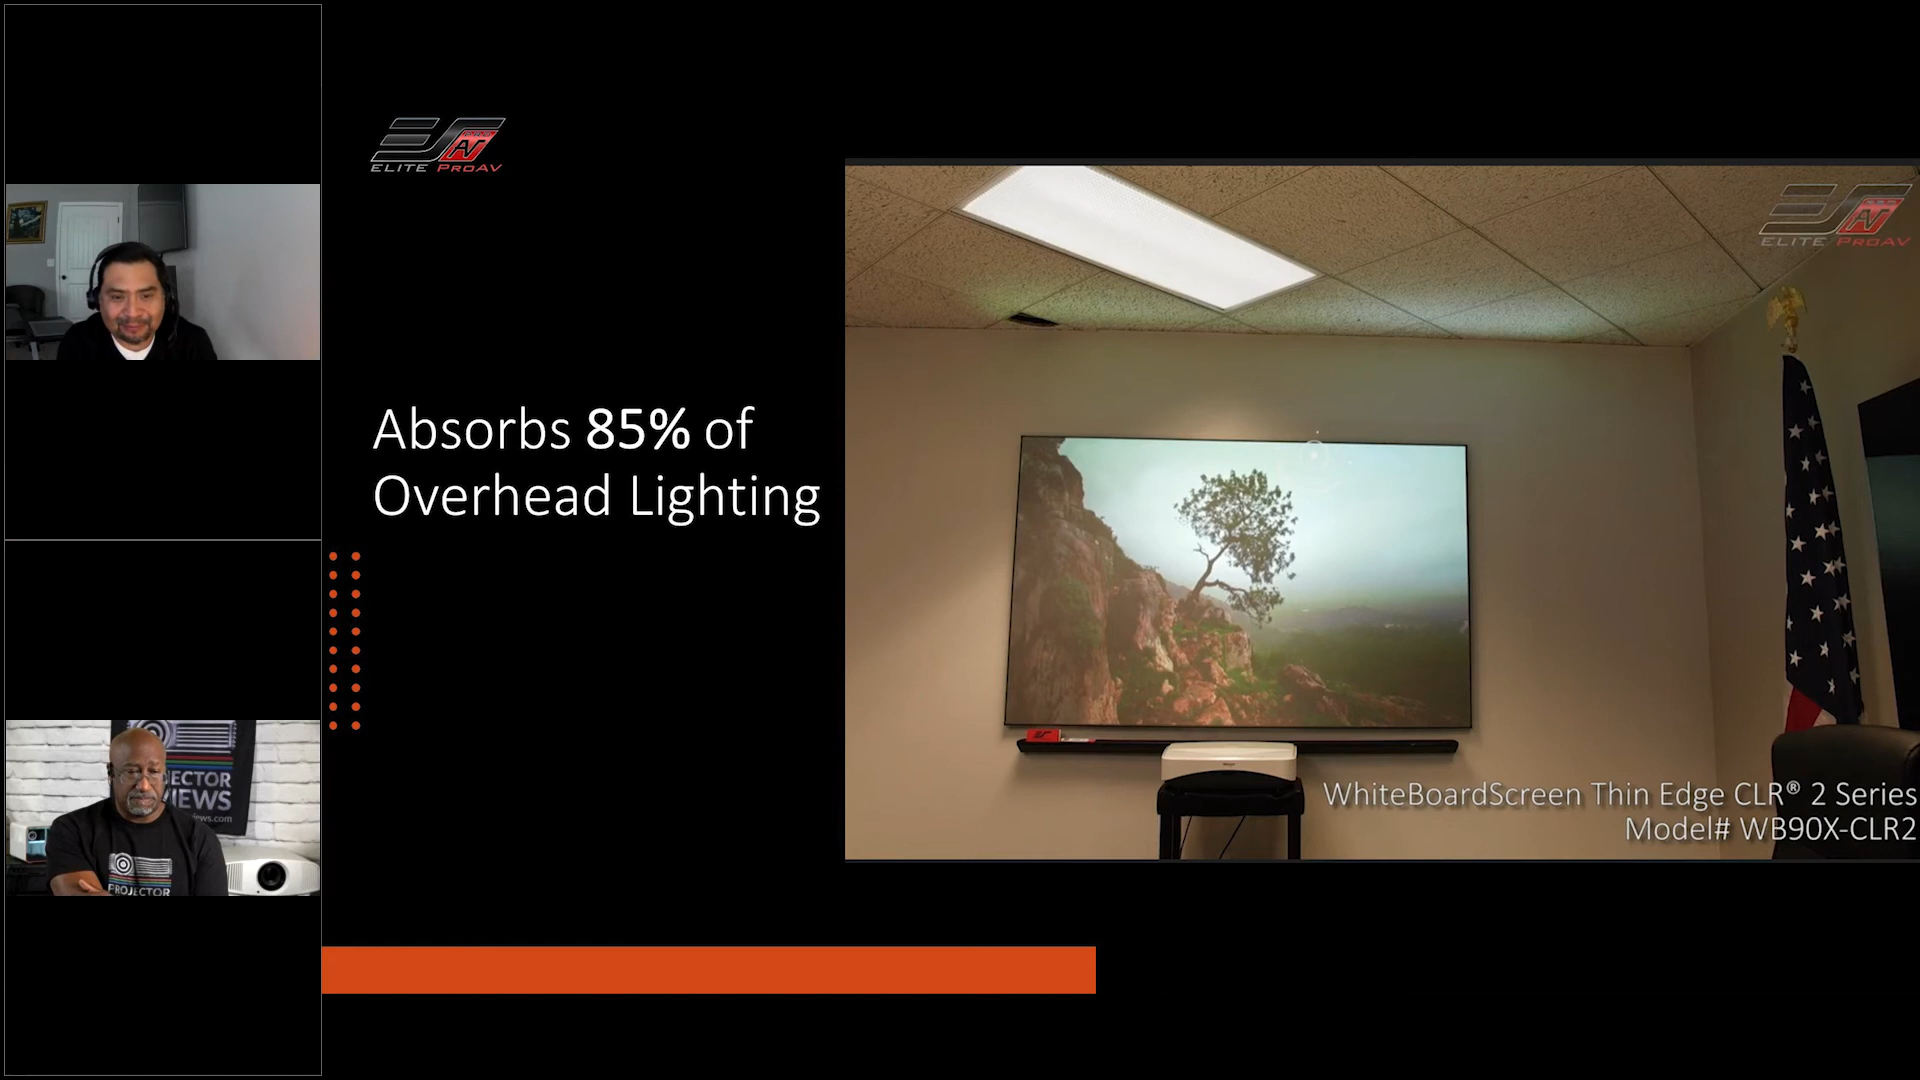 ELITE PROAV
Absorbs 85% of
Overhead Lighting
ELITE PROAV
WhiteBoardScreen Thin Edge CLR® 2 Series
Model# WB90X-CLR2
PROJECTOR